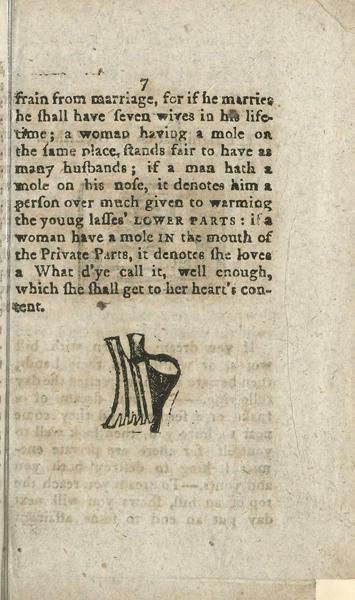 7
frain from marriage, for if he marries
he ſhall have ſeven wives in his life-
time; a woman having a mole on
the ſame place, ſtands fair to have as
many huſbands; if a man hath a
mole on his noſe, it denotes him a
perſon over much given to warming
the young laſſes' LOWER PARTS: if a
woman have a mole IN the mouth of
the Private Parts, it denotes ſhe loves
a What d'ye call it, well enough,
which ſhe ſhall get to her heart's con-
tent.